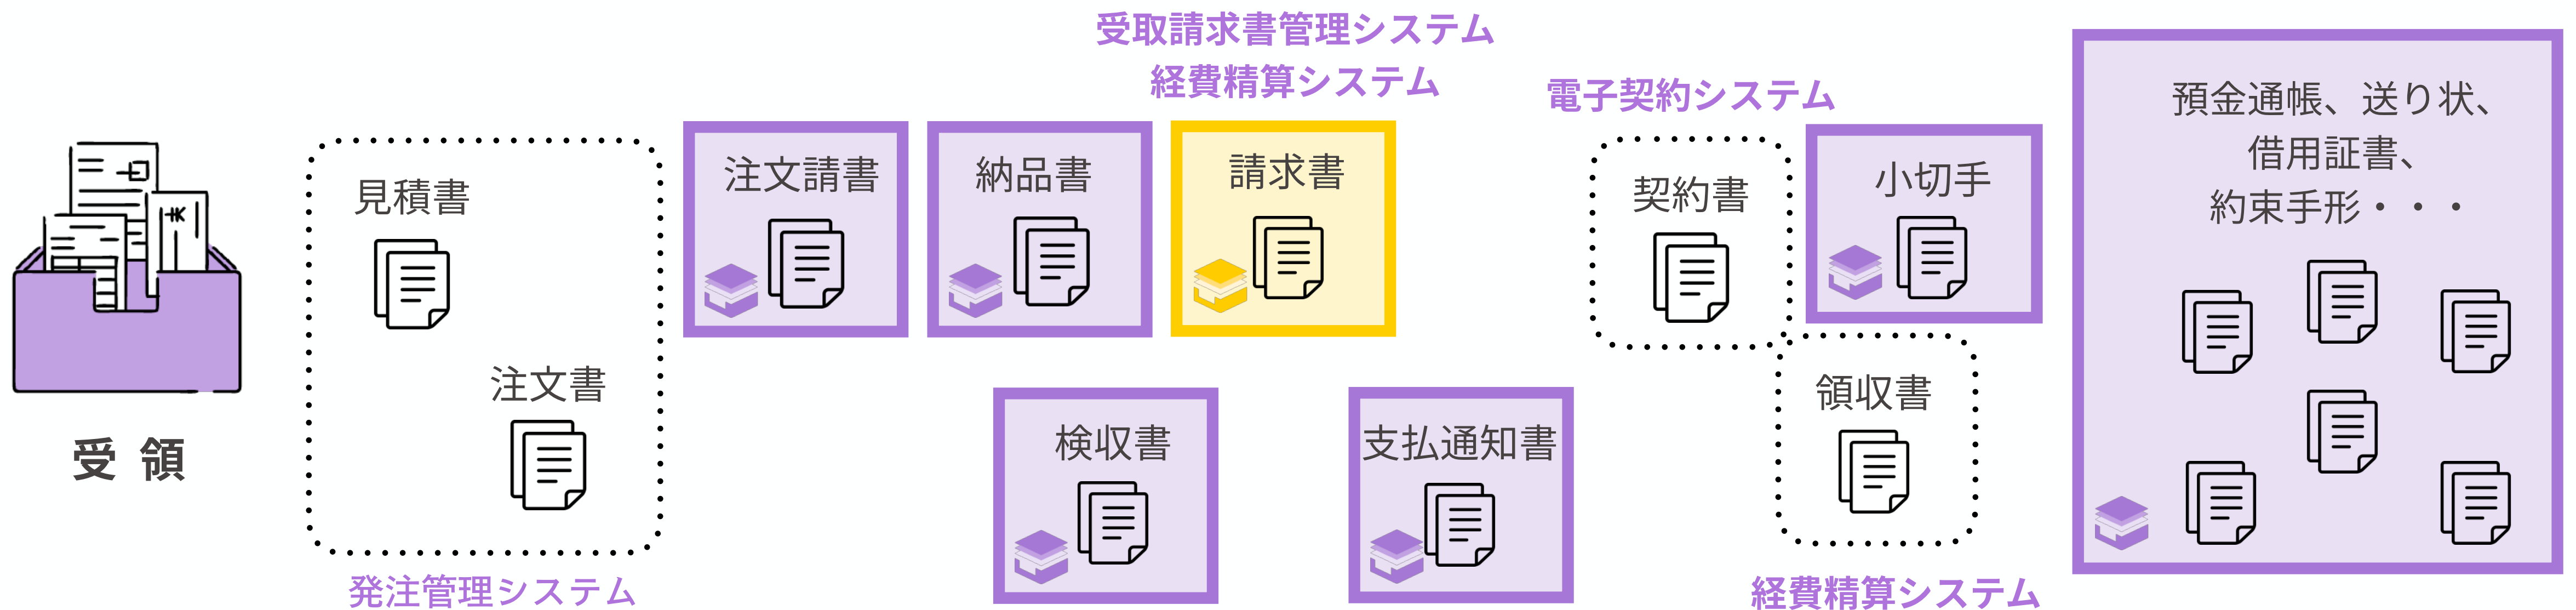 受領
見積書
注文書
発注管理システム
注文請書
納品書
受取請求書管理システム
経費精算システム
請求書
検収書
支払通知書
電子契約システム
契約書
小切手
領収書
経費精算システム
預金通帳、送り状、
借用証書、
約束手形・・・